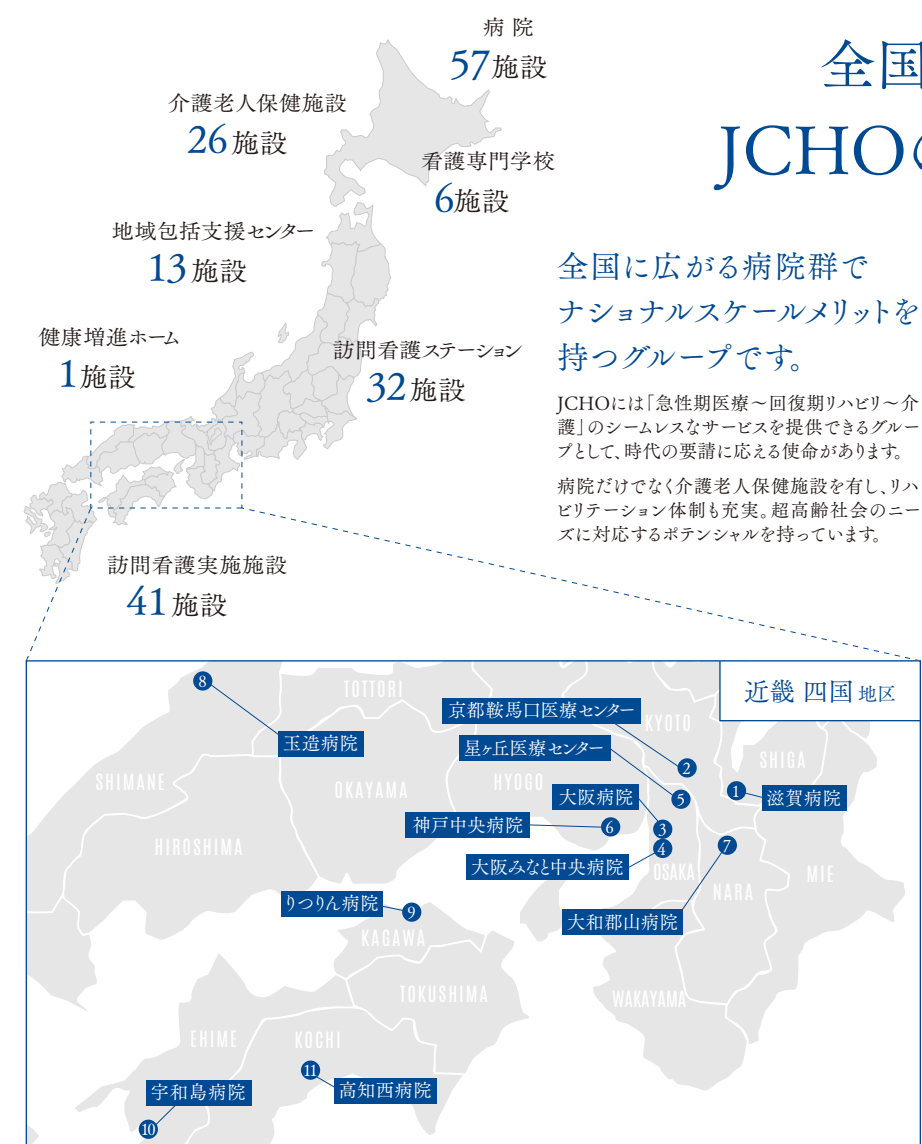 病院
57施設
介護老人保健施設
26施設
看護専門学校
6施設
地域包括支援センター
13施設
健康増進ホーム
1施設
訪問看護ステーション
32施設
訪問看護実施施設
41施設
全国
JCHO
全国に広がる病院群で
ナショナルスケールメリットを
持つグループです。
JCHOには「急性期医療～回復期リハビリ～介
護」のシームレスなサービスを提供できるグルー
プとして、時代の要請に応える使命があります。
病院だけでなく介護老人保健施設を有し、リハ
ビリテーション体制も充実。超高齢社会のニー
ズに対応するポテンシャルを持っています。
近畿 四国 地区
8
玉造病院
TOTTORI
京都鞍馬口医療センター
KYOTO
2
星ヶ丘医療センター
5
SHIGA
1
滋賀病院
SHIMANE
OKAYAMA
HYOGO
大阪病院
3
神戸中央病院
6
HIROSHIMA
4
大阪みなと中央病院
7
OSAKA
NARA
MIE
りつりん病院
9
大和郡山病院
KAGAWA
TOKUSHIMA
WAKAYAMA
EHIME
KOCHI
11
高知西病院
宇和島病院
10